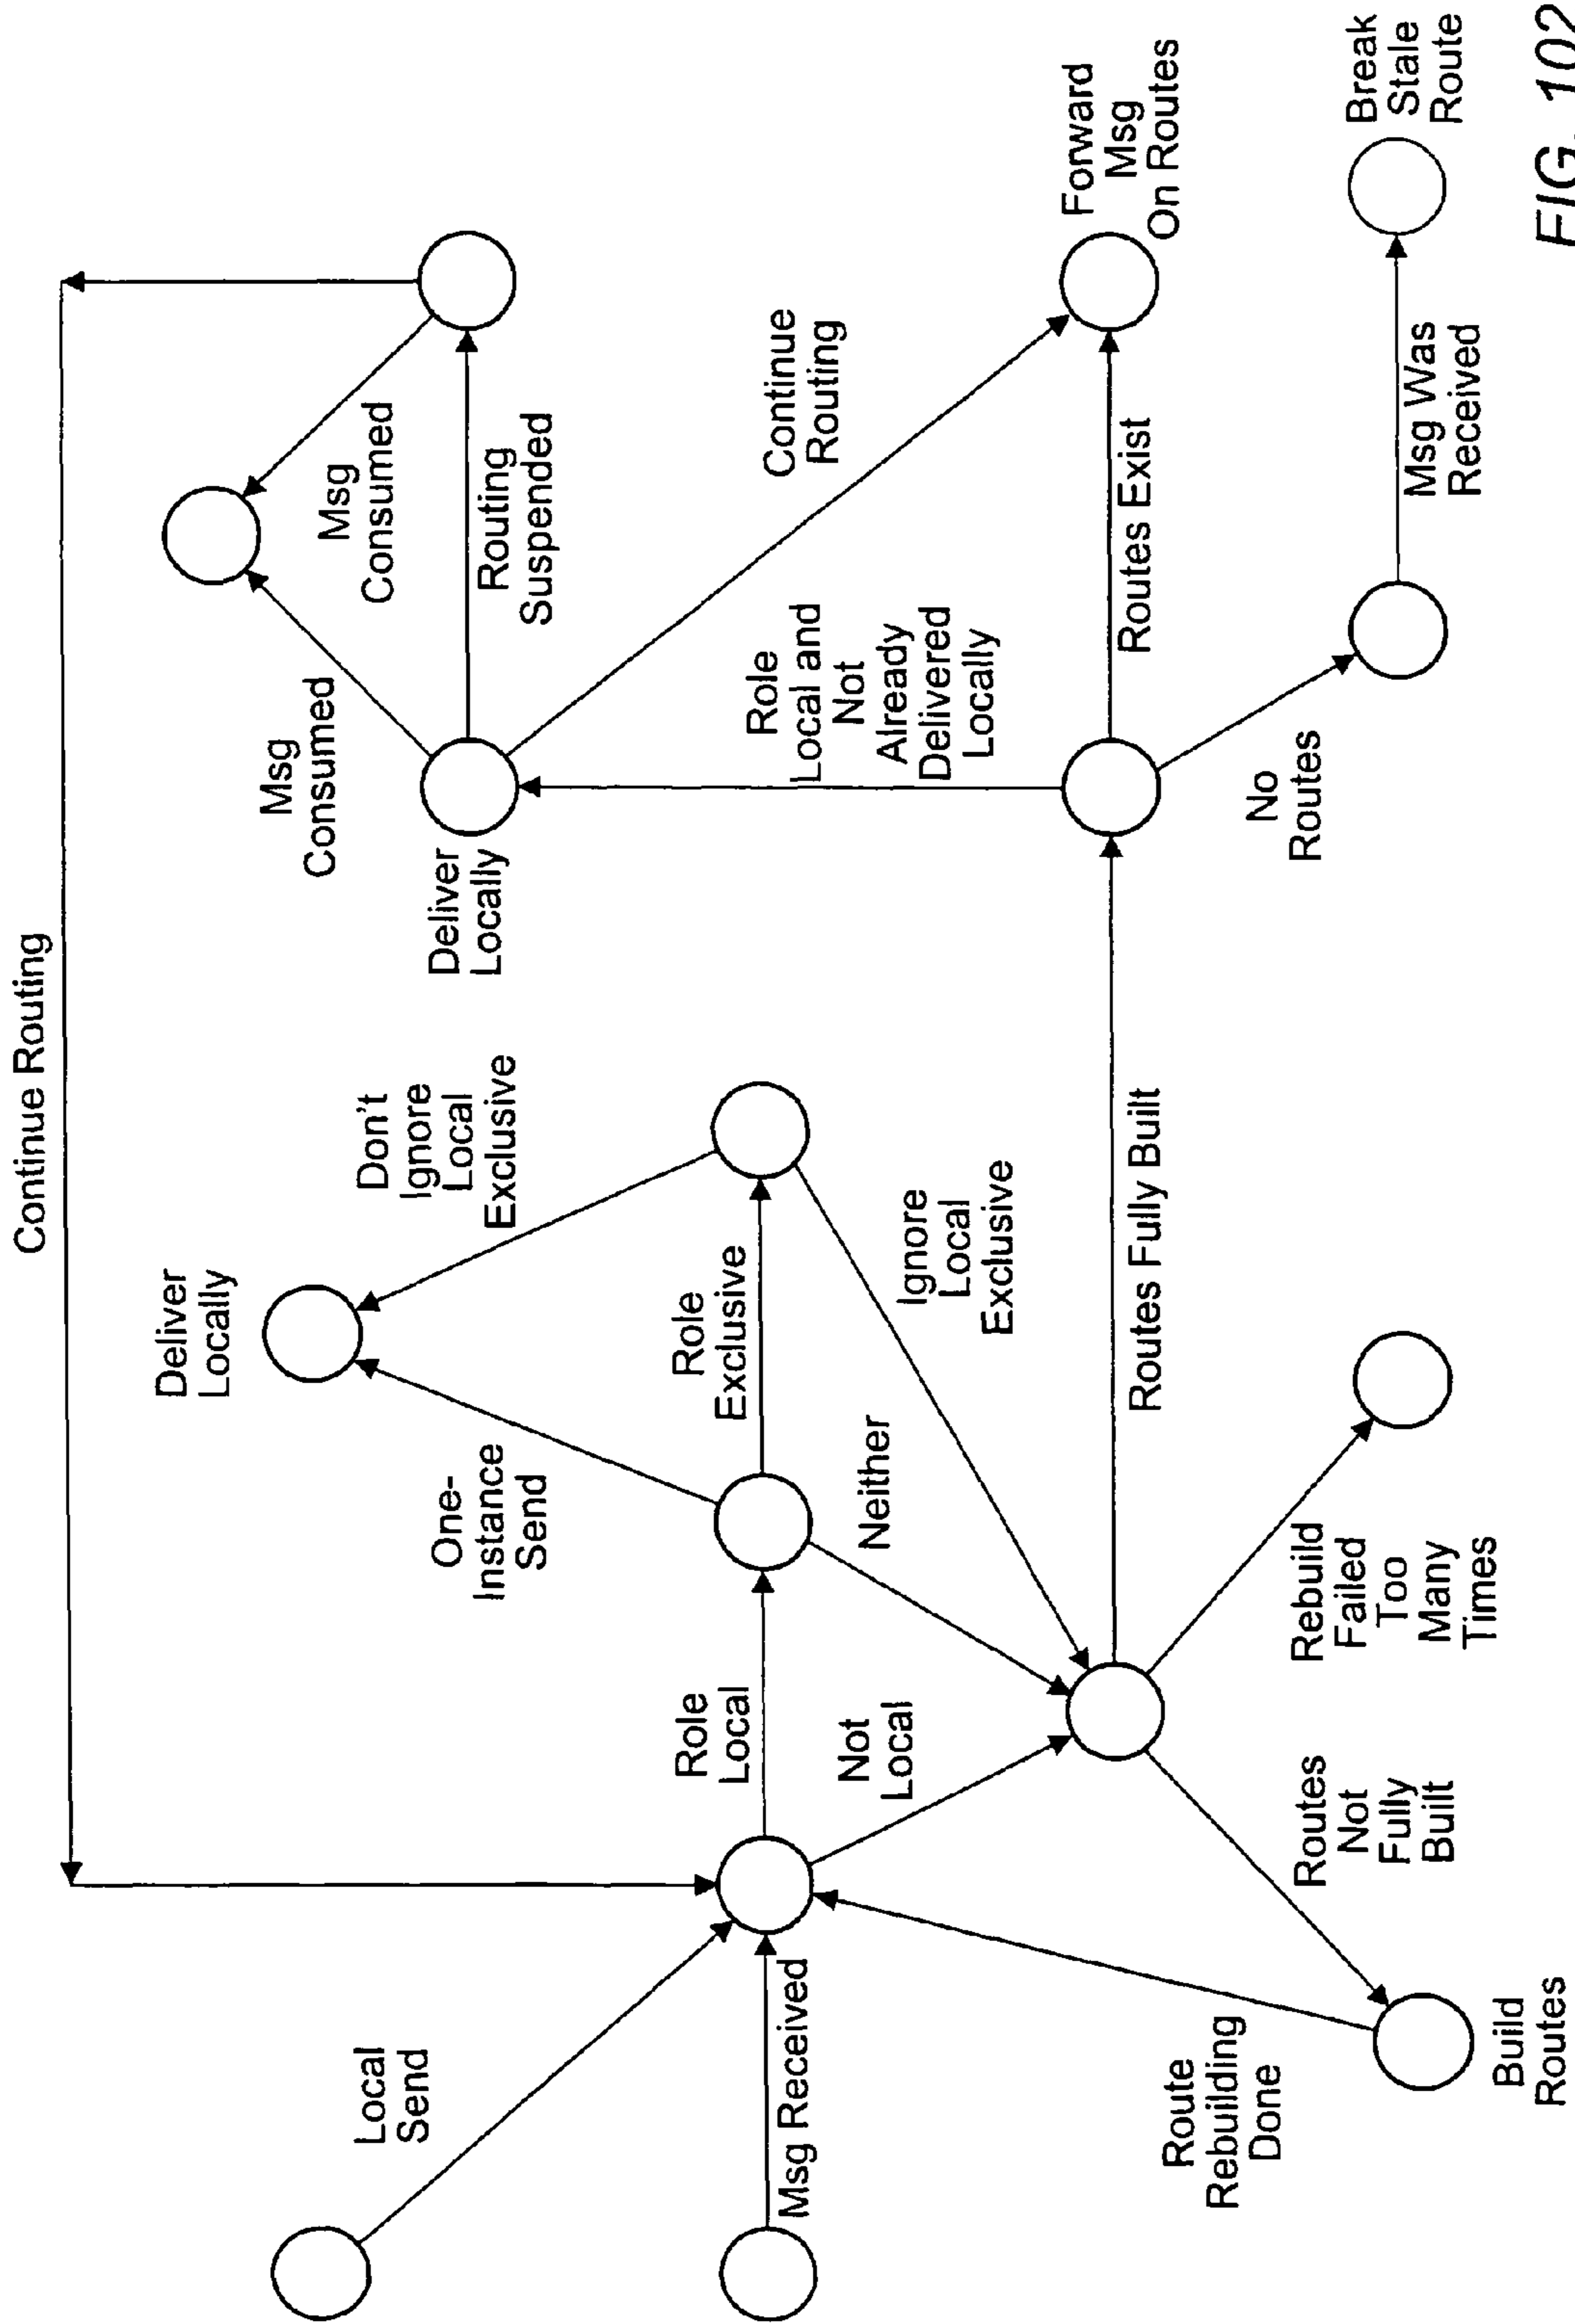 Continue Routing
Local
Send
Msg Received
Role
Local
Not
Local
One-
Instance
Send
Deliver
Locally
Don't
Ignore
Local
Exclusive
Role
Exclusive
Neither
Ignore
Local
Exclusive
Route
Rebuilding
Done
Build
Routes
Routes
Not
Fully
Built
Rebuild
Failed
Too
Many
Times
Routes Fully Built
Deliver
Locally
Msg
Consumed
Msg
Consumed
Routing
Suspended
Continue
Routing
Role
Local and
Not
Already
Delivered
Locally
Routes Exist
Forward
Msg
On Routes
No
Routes
Msg Was
Received
Break
Stale
Route
FIG. 102